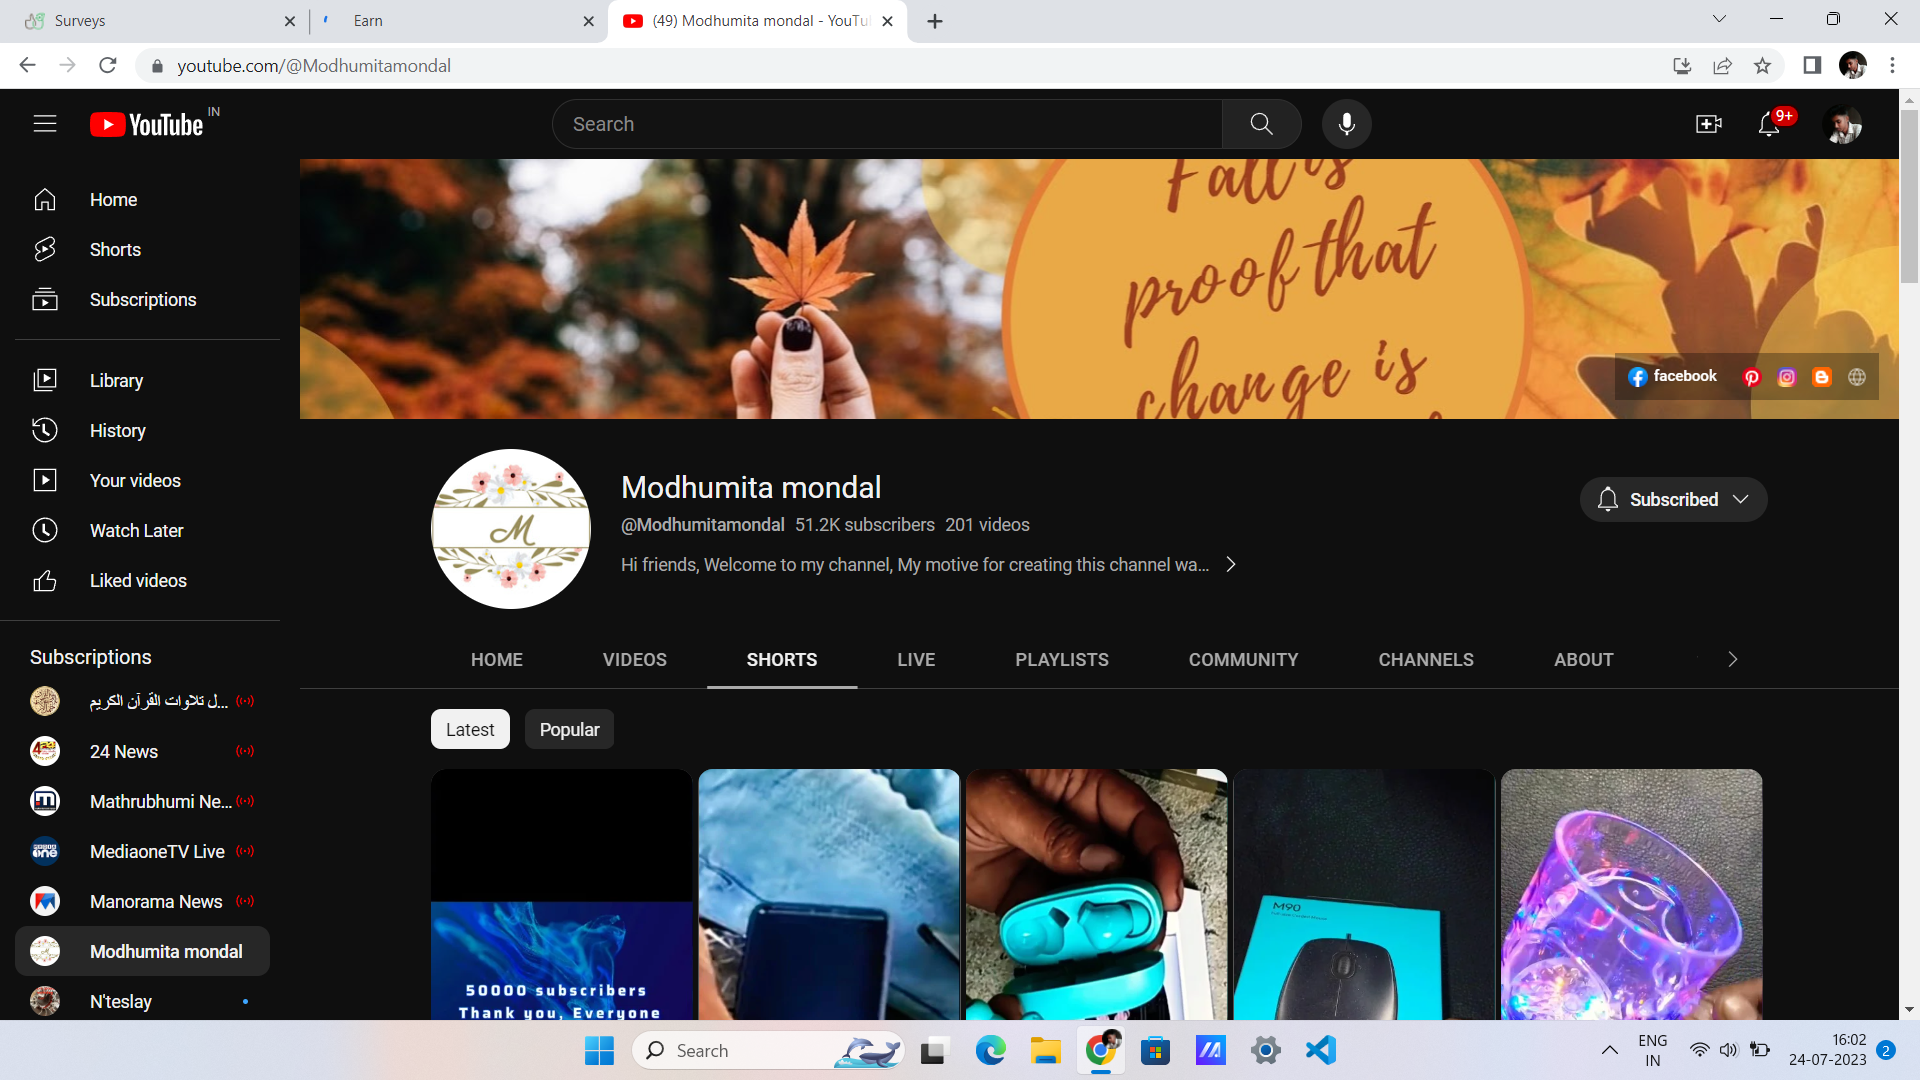 Surveys
Earn
(49) Modhumita mondal - YouTu
youtube.com/@Modhumitamondal
YouTube IN
Search
9+
Home
Shorts
Subscriptions
Library
History
Your videos
Watch Later
Liked videos
Subscriptions
ل تلاوات القرآن الكريم...
24 News
Mathrubhumi Ne...
MediaoneTV Live
Manorama News
Modhumita mondal
N'teslay
Fall is
proof that
change is
facebook
M
Modhumita mondal
@Modhumitamondal 51.2K subscribers 201 videos
Hi friends, Welcome to my channel, My motive for creating this channel wa...
Subscribed
HOME
VIDEOS
SHORTS
LIVE
PLAYLISTS
COMMUNITY
CHANNELS
ABOUT
Latest
Popular
50000 subscribers
Thank you, Everyone
M90
Search
ENG
IN
16:02
24-07-2023
2